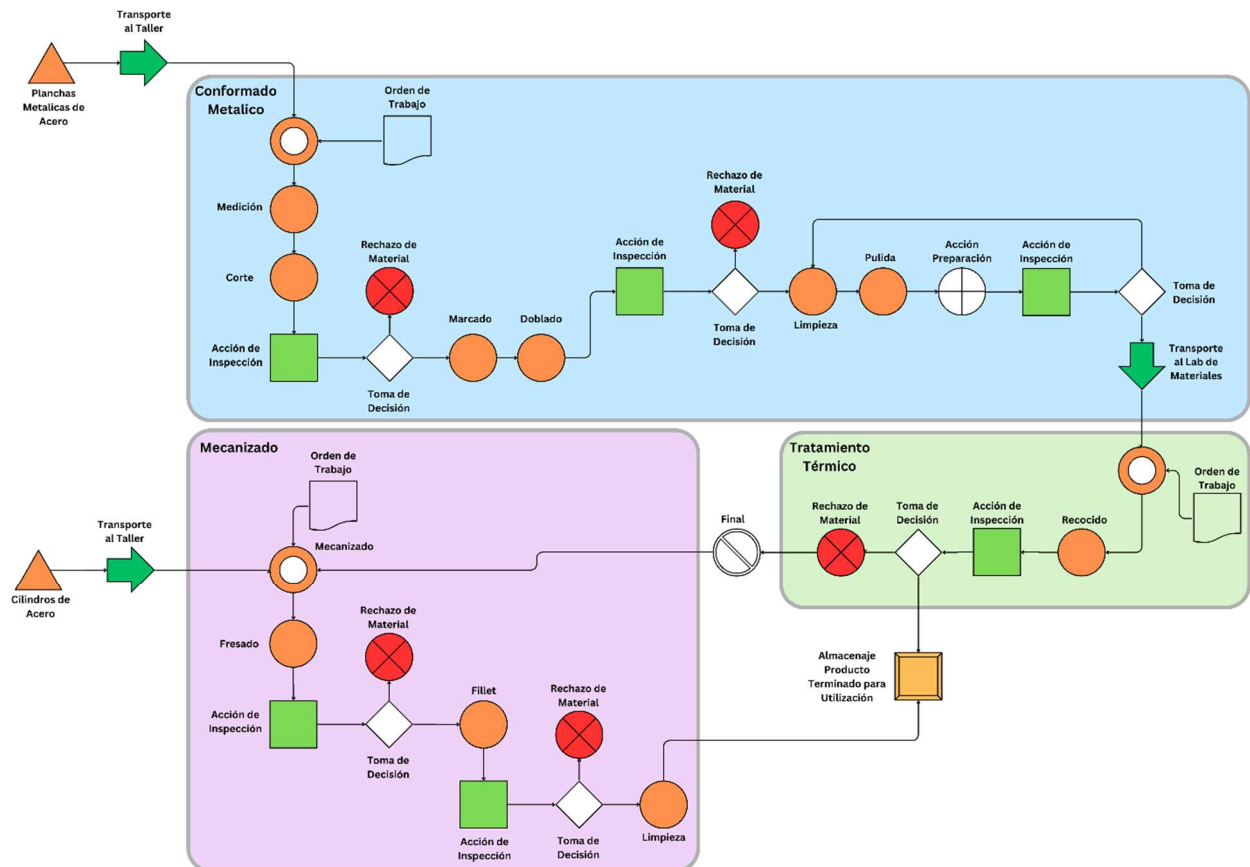 Transporte
al Taller
Planchas
Metalicas de
Acero
Conformado
Metalico
Orden de
Trabajo
Medición
Corte
Acción de
Inspección
Rechazo de
Material
Toma de
Decisión
Marcado
Doblado
Acción de
Inspección
Rechazo de
Material
Toma de
Decisión
Limpieza
Pulida
Acción
Preparación
Acción de
Inspección
Toma de
Decisión
Transporte
al Lab de
Materiales
Tratamiento
Térmico
Orden de
Trabajo
Recocido
Acción de
Inspección
Toma de
Decisión
Rechazo de
Material
Final
Almacenaje
Producto
Terminado para
Utilización
Mecanizado
Orden de
Trabajo
Transporte
al Taller
Cilindros de
Acero
Mecanizado
Fresado
Acción de
Inspección
Rechazo de
Material
Toma de
Decisión
Fillet
Acción de
Inspección
Rechazo de
Material
Toma de
Decisión
Limpieza